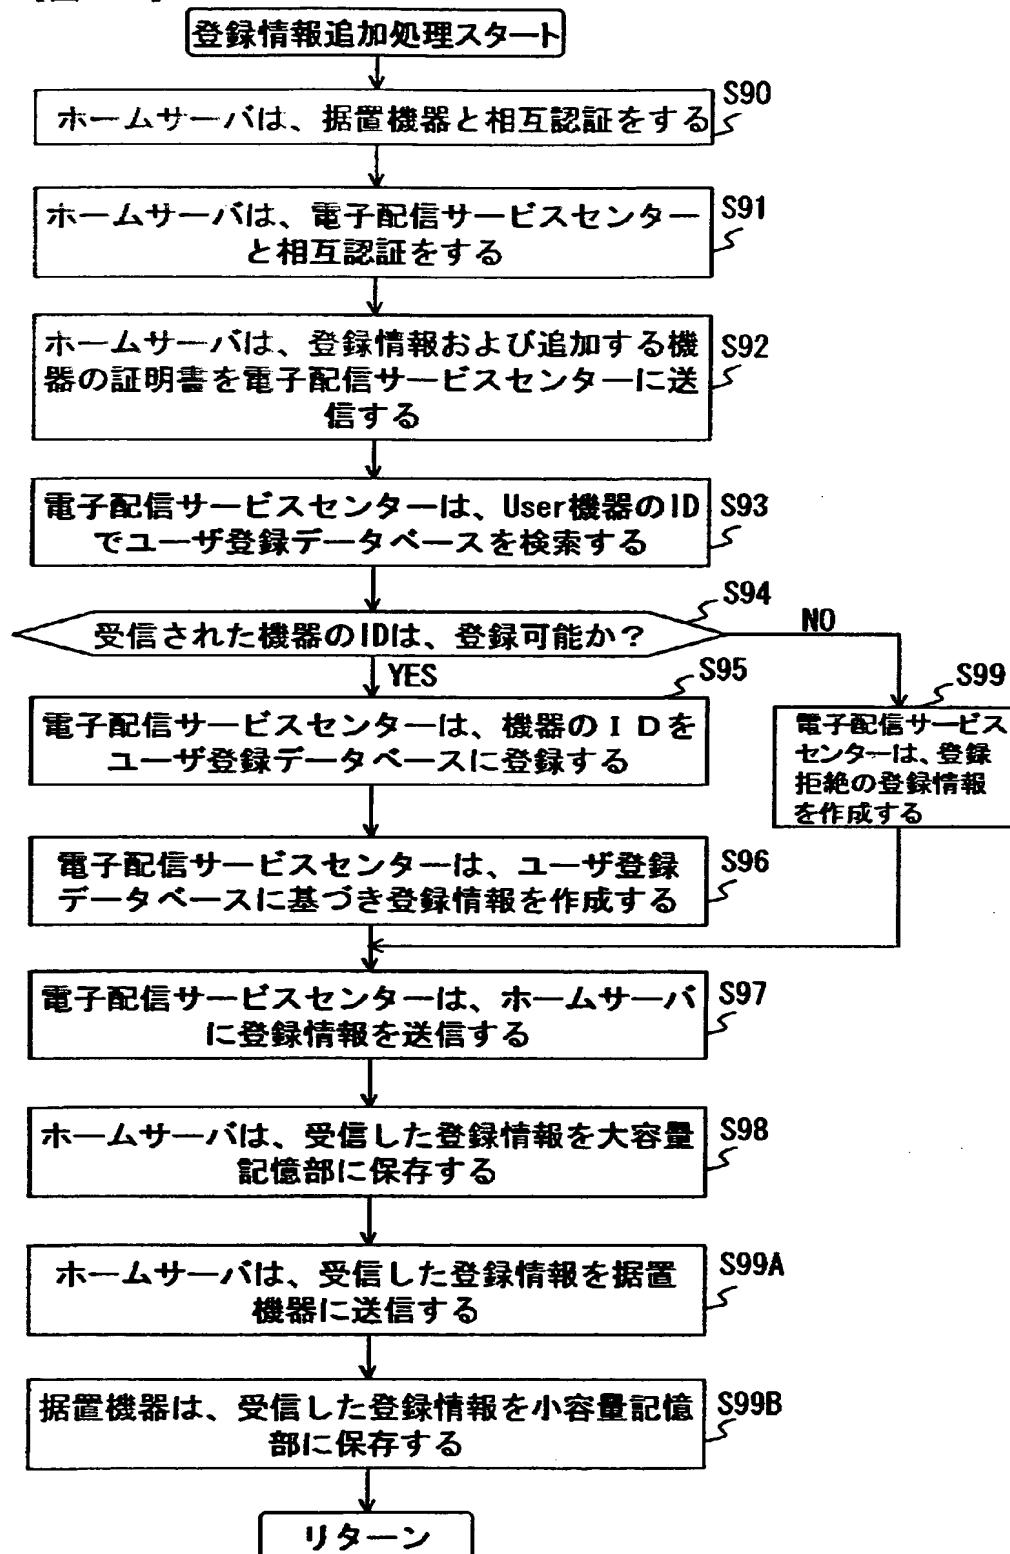 登録情報追加処理スタート
S90
ホームサーバは、据置機器と相互認証をする
S91
ホームサーバは、電子配信サービスセンター
と相互認証をする
S92
ホームサーバは、登録情報および追加する機
器の証明書を電子配信サービスセンターに送
信する
S93
電子配信サービスセンターは、User機器のID
でユーザ登録データベースを検索する
S94
受信された機器のIDは、登録可能か？
NO
YES
S95
電子配信サービスセンターは、機器のＩＤを
ユーザ登録データベースに登録する
S99
電子配信サービス
センターは、登録
拒絶の登録情報
を作成する
S96
電子配信サービスセンターは、ユーザ登録
データベースに基づき登録情報を作成する
S97
電子配信サービスセンターは、ホームサーバ
に登録情報を送信する
S98
ホームサーバは、受信した登録情報を大容量
記憶部に保存する
S99A
ホームサーバは、受信した登録情報を据置
機器に送信する
S99B
据置機器は、受信した登録情報を小容量記憶
部に保存する
リターン